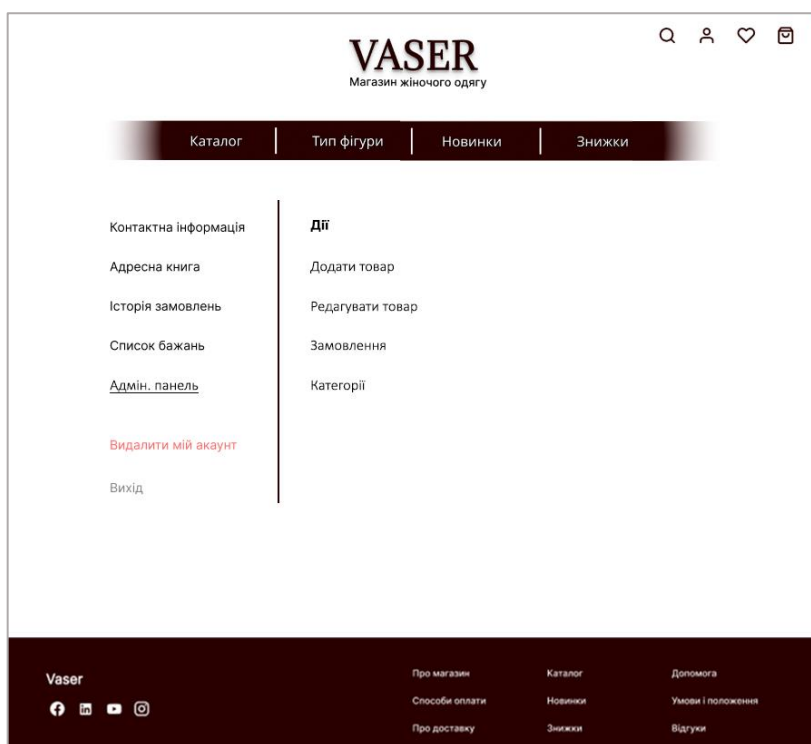 VASER
Магазин жіночого одягу
Каталог
Тип фігури
Новинки
Знижки
Контактна інформація
Адресна книга
Історія замовлень
Список бажань
Адмін. панель
Видалити мій акаунт
Вихід
Дії
Додати товар
Редагувати товар
Замовлення
Категорії
Vaser
Про магазин
Способи оплати
Про доставку
Каталог
Новинки
Знижки
Допомога
Умови і положення
Відгуки